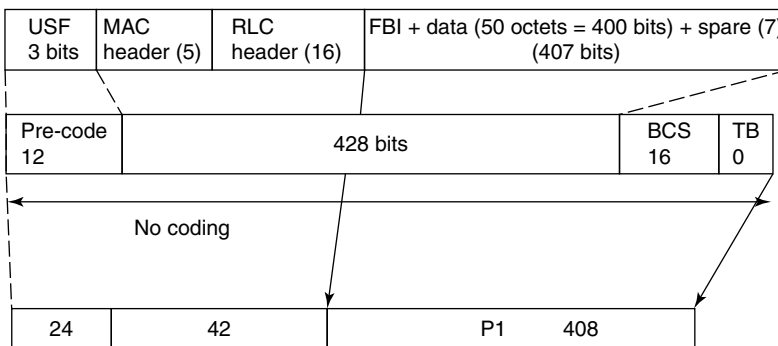 USF
3 bits
MAC
header (5)
RLC
header (16)
FBI + data (50 octets = 400 bits) + spare (7)
(407 bits)
Pre-code
12
428 bits
BCS
16
TB
0
No coding
24
42
P1 408